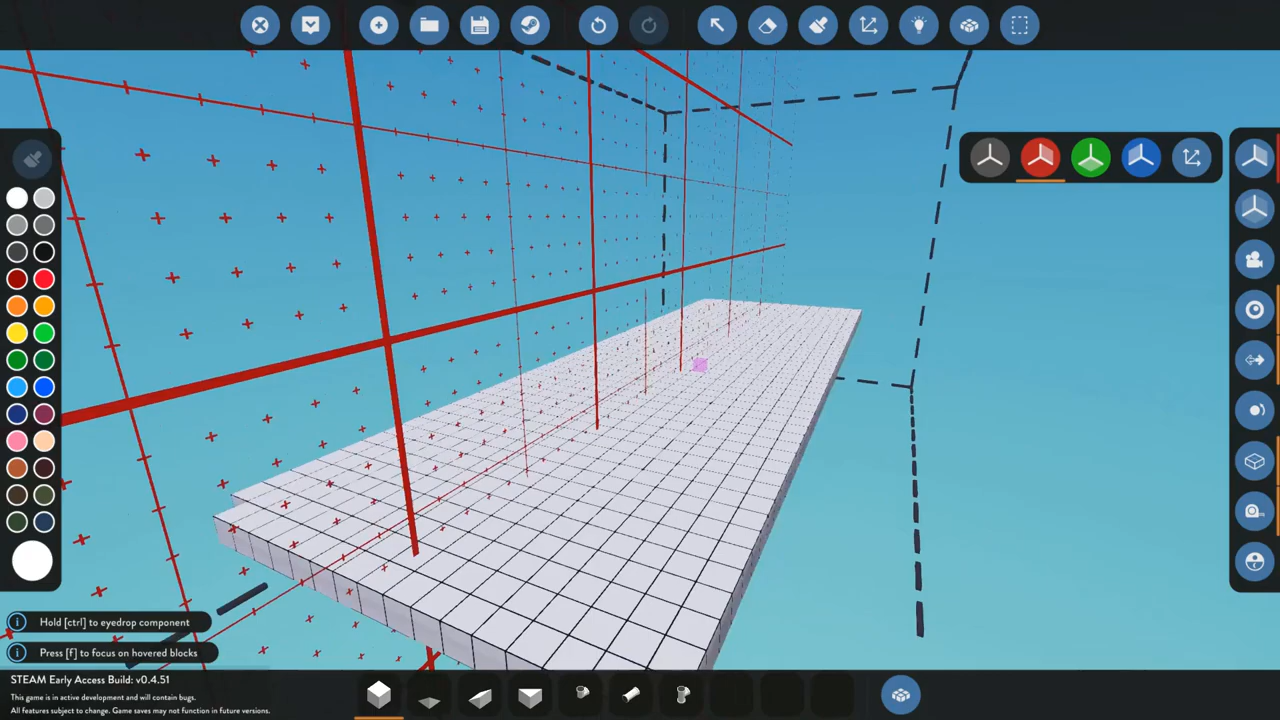 Hold [ctrl] to eyedrop component
Press [f] to focus on hovered blocks
STEAM Early Access Build: v0.4.51
This game is in active development and will contain bugs.
All features subject to change. Game saves may not function in future versions.